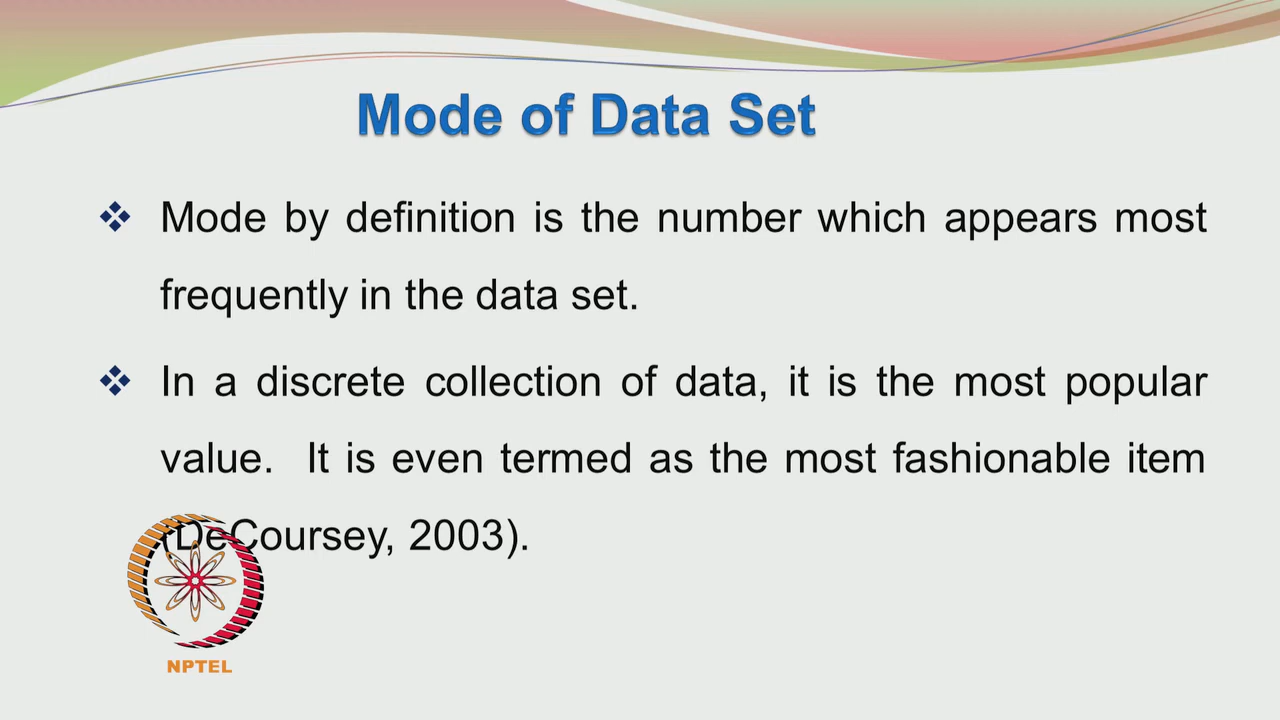 Mode of Data Set
Mode by definition is the number which appears most
frequently in the data set.
In a discrete collection of data, it is the most popular
value. It is even termed as the most fashionable item
(DeCoursey, 2003).
NPTEL